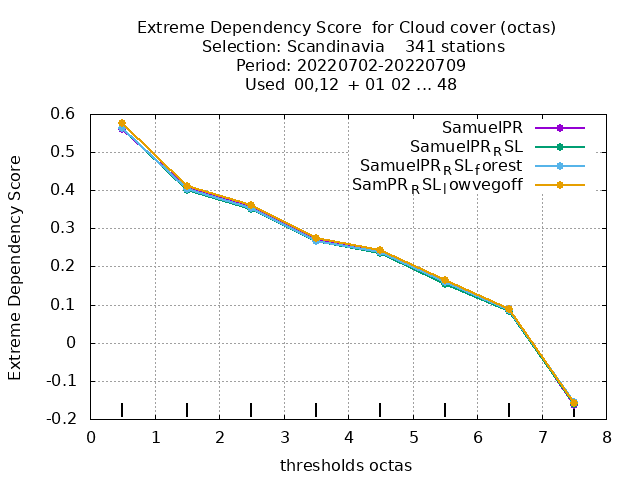 Extreme Dependency Score  for Cloud cover (octas)
Selection: Scandinavia    341 stations
Period: 20220702-20220709
Used  00,12  + 01 02 ... 48
0.6
0.5
0.4
0.3
0.2
0.1
0
-0.1
-0.2
Extreme Dependency Score
SamuelPR
SamuelPR_RSL
SamuelPR_RSL_forest
SamPR_RSL_lowvegoff
0 1 2 3 4 5 6 7 8
thresholds octas